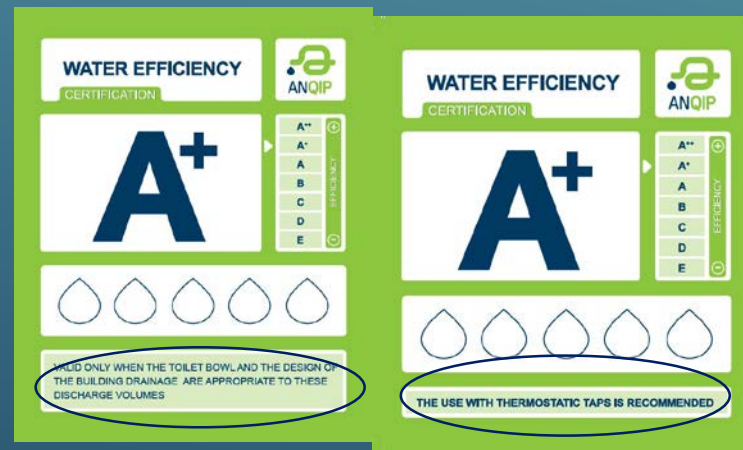 WATER EFFICIENCY
CERTIFICATION
ANQIP
A+
A++
A+
A
B
C
D
E
EFFICIENCY
VALID ONLY WHEN THE TOILET BOWL AND THE DESIGN OF
THE BUILDING DRAINAGE ARE APPROPRIATE TO THESE
DISCHARGE VOLUMES
WATER EFFICIENCY
CERTIFICATION
ANQIP
A+
A++
A+
A
B
C
D
E
EFFICIENCY
THE USE WITH THERMOSTATIC TAPS IS RECOMMENDED